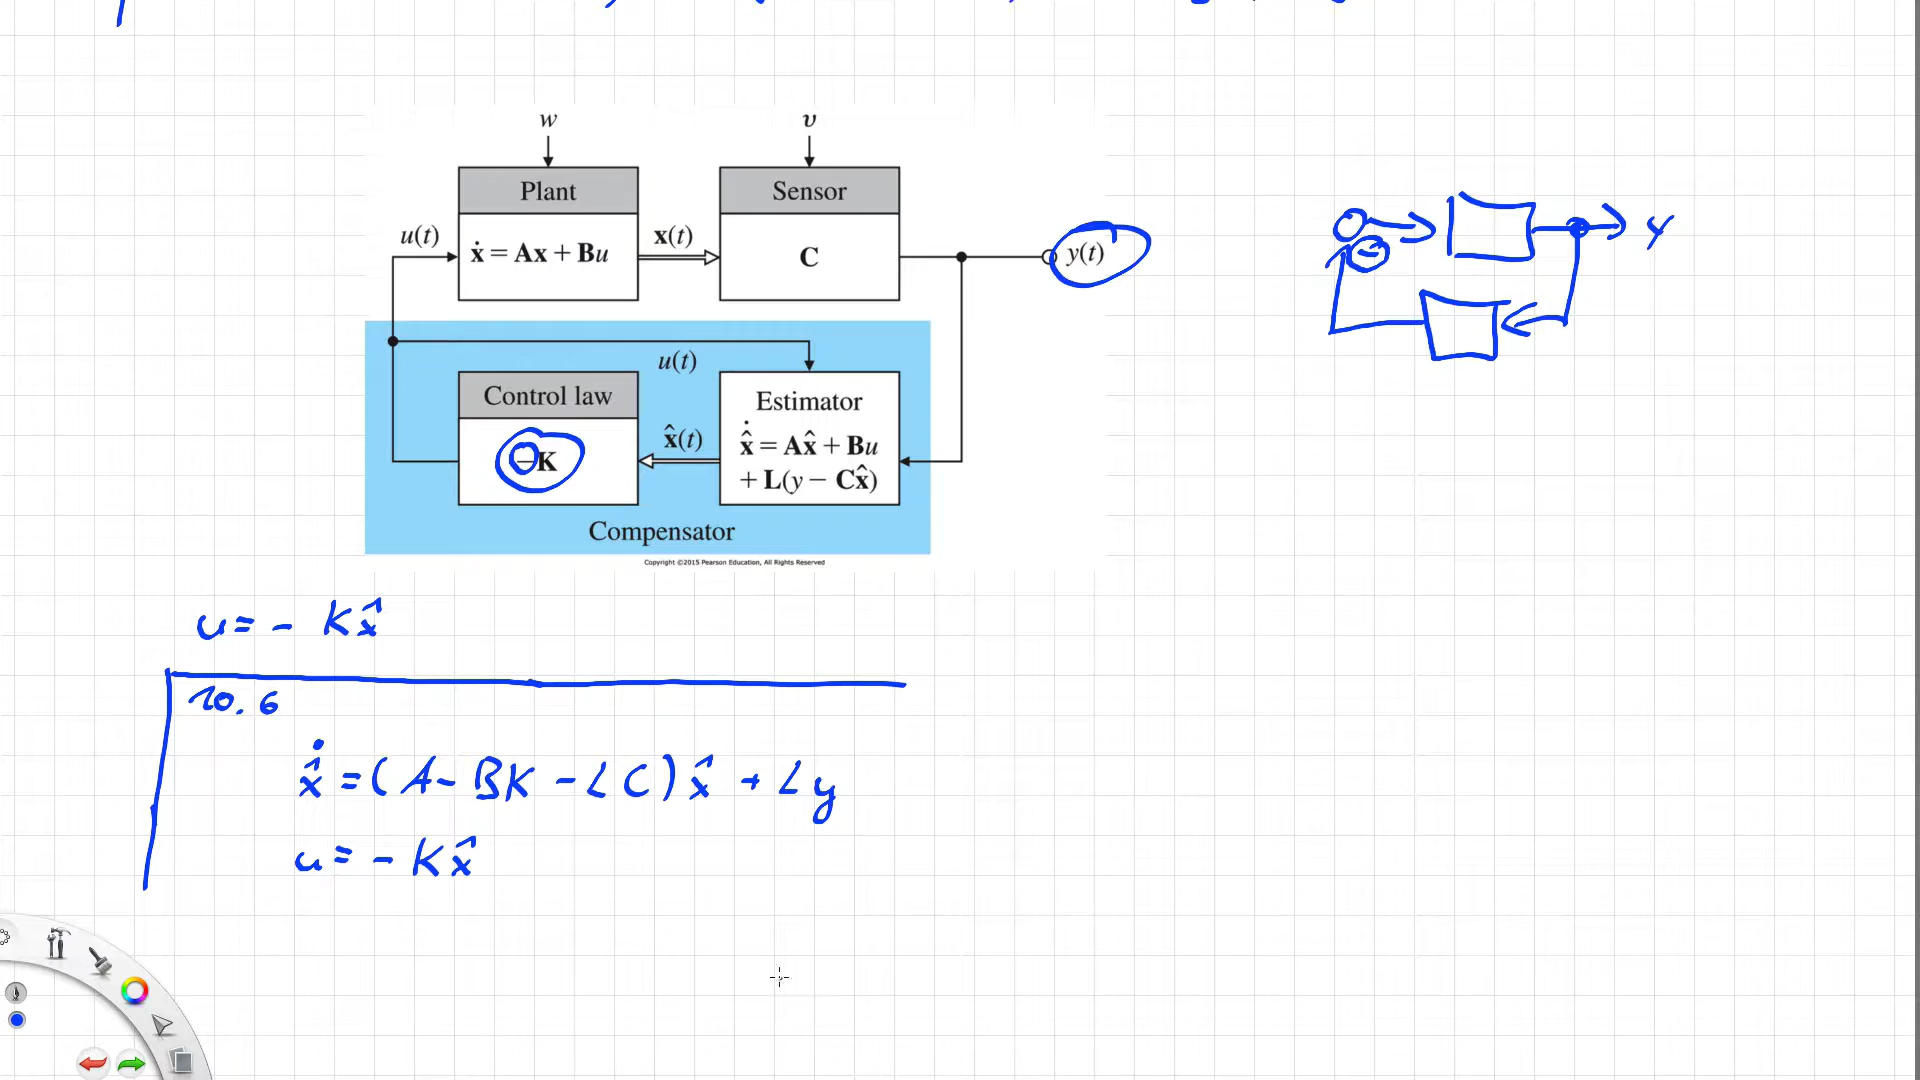 w
υ
Plant
Sensor
u(t)
ẋ = Ax + Bu
x(t)
C
y(t)
y
u(t)
Control law
Estimator
−K
x̂(t)
x̂̇ = Ax̂ + Bu
+ L(y − Cx̂)
Compensator
Copyright ©2015 Pearson Education, All Rights Reserved
u = - Kx̂
10.6
x̂̇ = (A - BK - LC) x̂ + Ly
u = - Kx̂